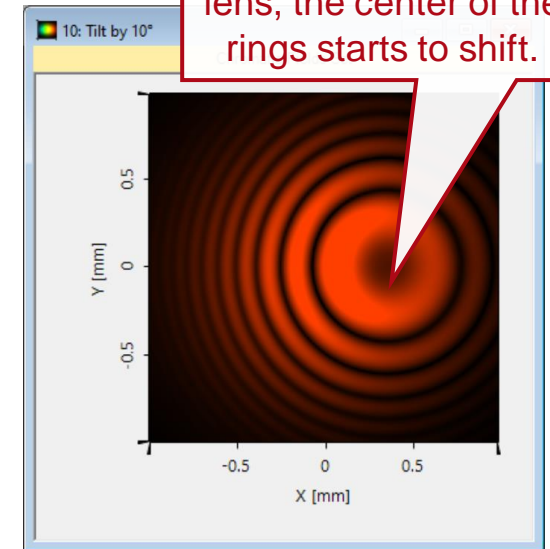 lens, the center of the
rings starts to shift.
10: Tilt by 10°
Y [mm]
0.5
0
-0.5
-0.5
0
0.5
X [mm]